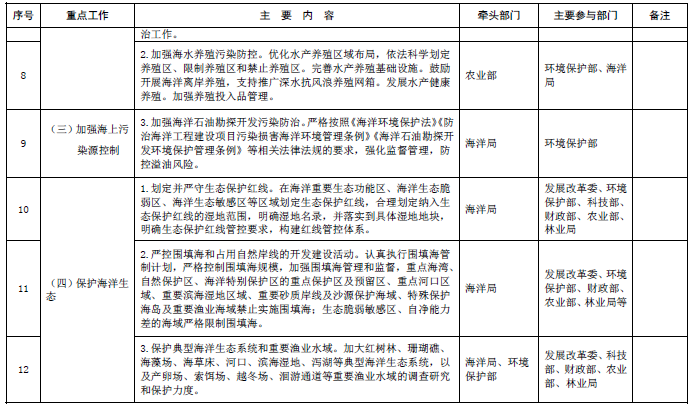 序号 重点工作 主 要 内 容 牵头部门 主要参与部门 备注
治工作。
8
2.加强海水养殖污染防控。优化水产养殖区域布局，依法科学划定
养殖区、限制养殖区和禁止养殖区。完善水产养殖基础设施。鼓励
开展海洋离岸养殖，支持推广深水抗风浪养殖网箱。发展水产健康
养殖。加强养殖投入品管理。
农业部
环境保护部、海洋
局
（三）加强海上污
染源控制
9
3.加强海洋石油勘探开发污染防治。严格按照《海洋环境保护法》《防
治海洋工程建设项目污染损害海洋环境管理条例》《海洋石油勘探开
发环境保护管理条例》等相关法律法规的要求，强化监督管理，防
控溢油风险。
海洋局
环境保护部
10
1.划定并严守生态保护红线。在海洋重要生态功能区、海洋生态脆
弱区、海洋生态敏感区等区域划定生态保护红线，合理划定纳入生
态保护红线的湿地范围，明确湿地名录，并落实到具体湿地地块，
明确生态保护红线管控要求，构建红线管控体系。
海洋局
发展改革委、环境
保护部、科技部、
财政部、农业部、
林业局
（四）保护海洋生
态
11
2.严控围填海和占用自然岸线的开发建设活动。认真执行围填海管
制计划，严格控制围填海规模，加强围填海管理和监督，重点海湾、
自然保护区、海洋特别保护区的重点保护区及预留区、重点河口区
域、重要滨海湿地区域、重要砂质岸线及沙源保护海域、特殊保护
海岛及重要渔业海域禁止实施围填海；生态脆弱敏感区、自净能力
差的海域严格限制围填海。
海洋局
发展改革委、环境
保护部、财政部、
农业部、林业局等
12
3.保护典型海洋生态系统和重要渔业水域。加大红树林、珊瑚礁、
海藻场、海草床、河口、滨海湿地、泻湖等典型海洋生态系统，以
及产卵场、索饵场、越冬场、洄游通道等重要渔业水域的调查研究
和保护力度。
海洋局、环境
保护部
发展改革委、科技
部、财政部、农业
部、林业局